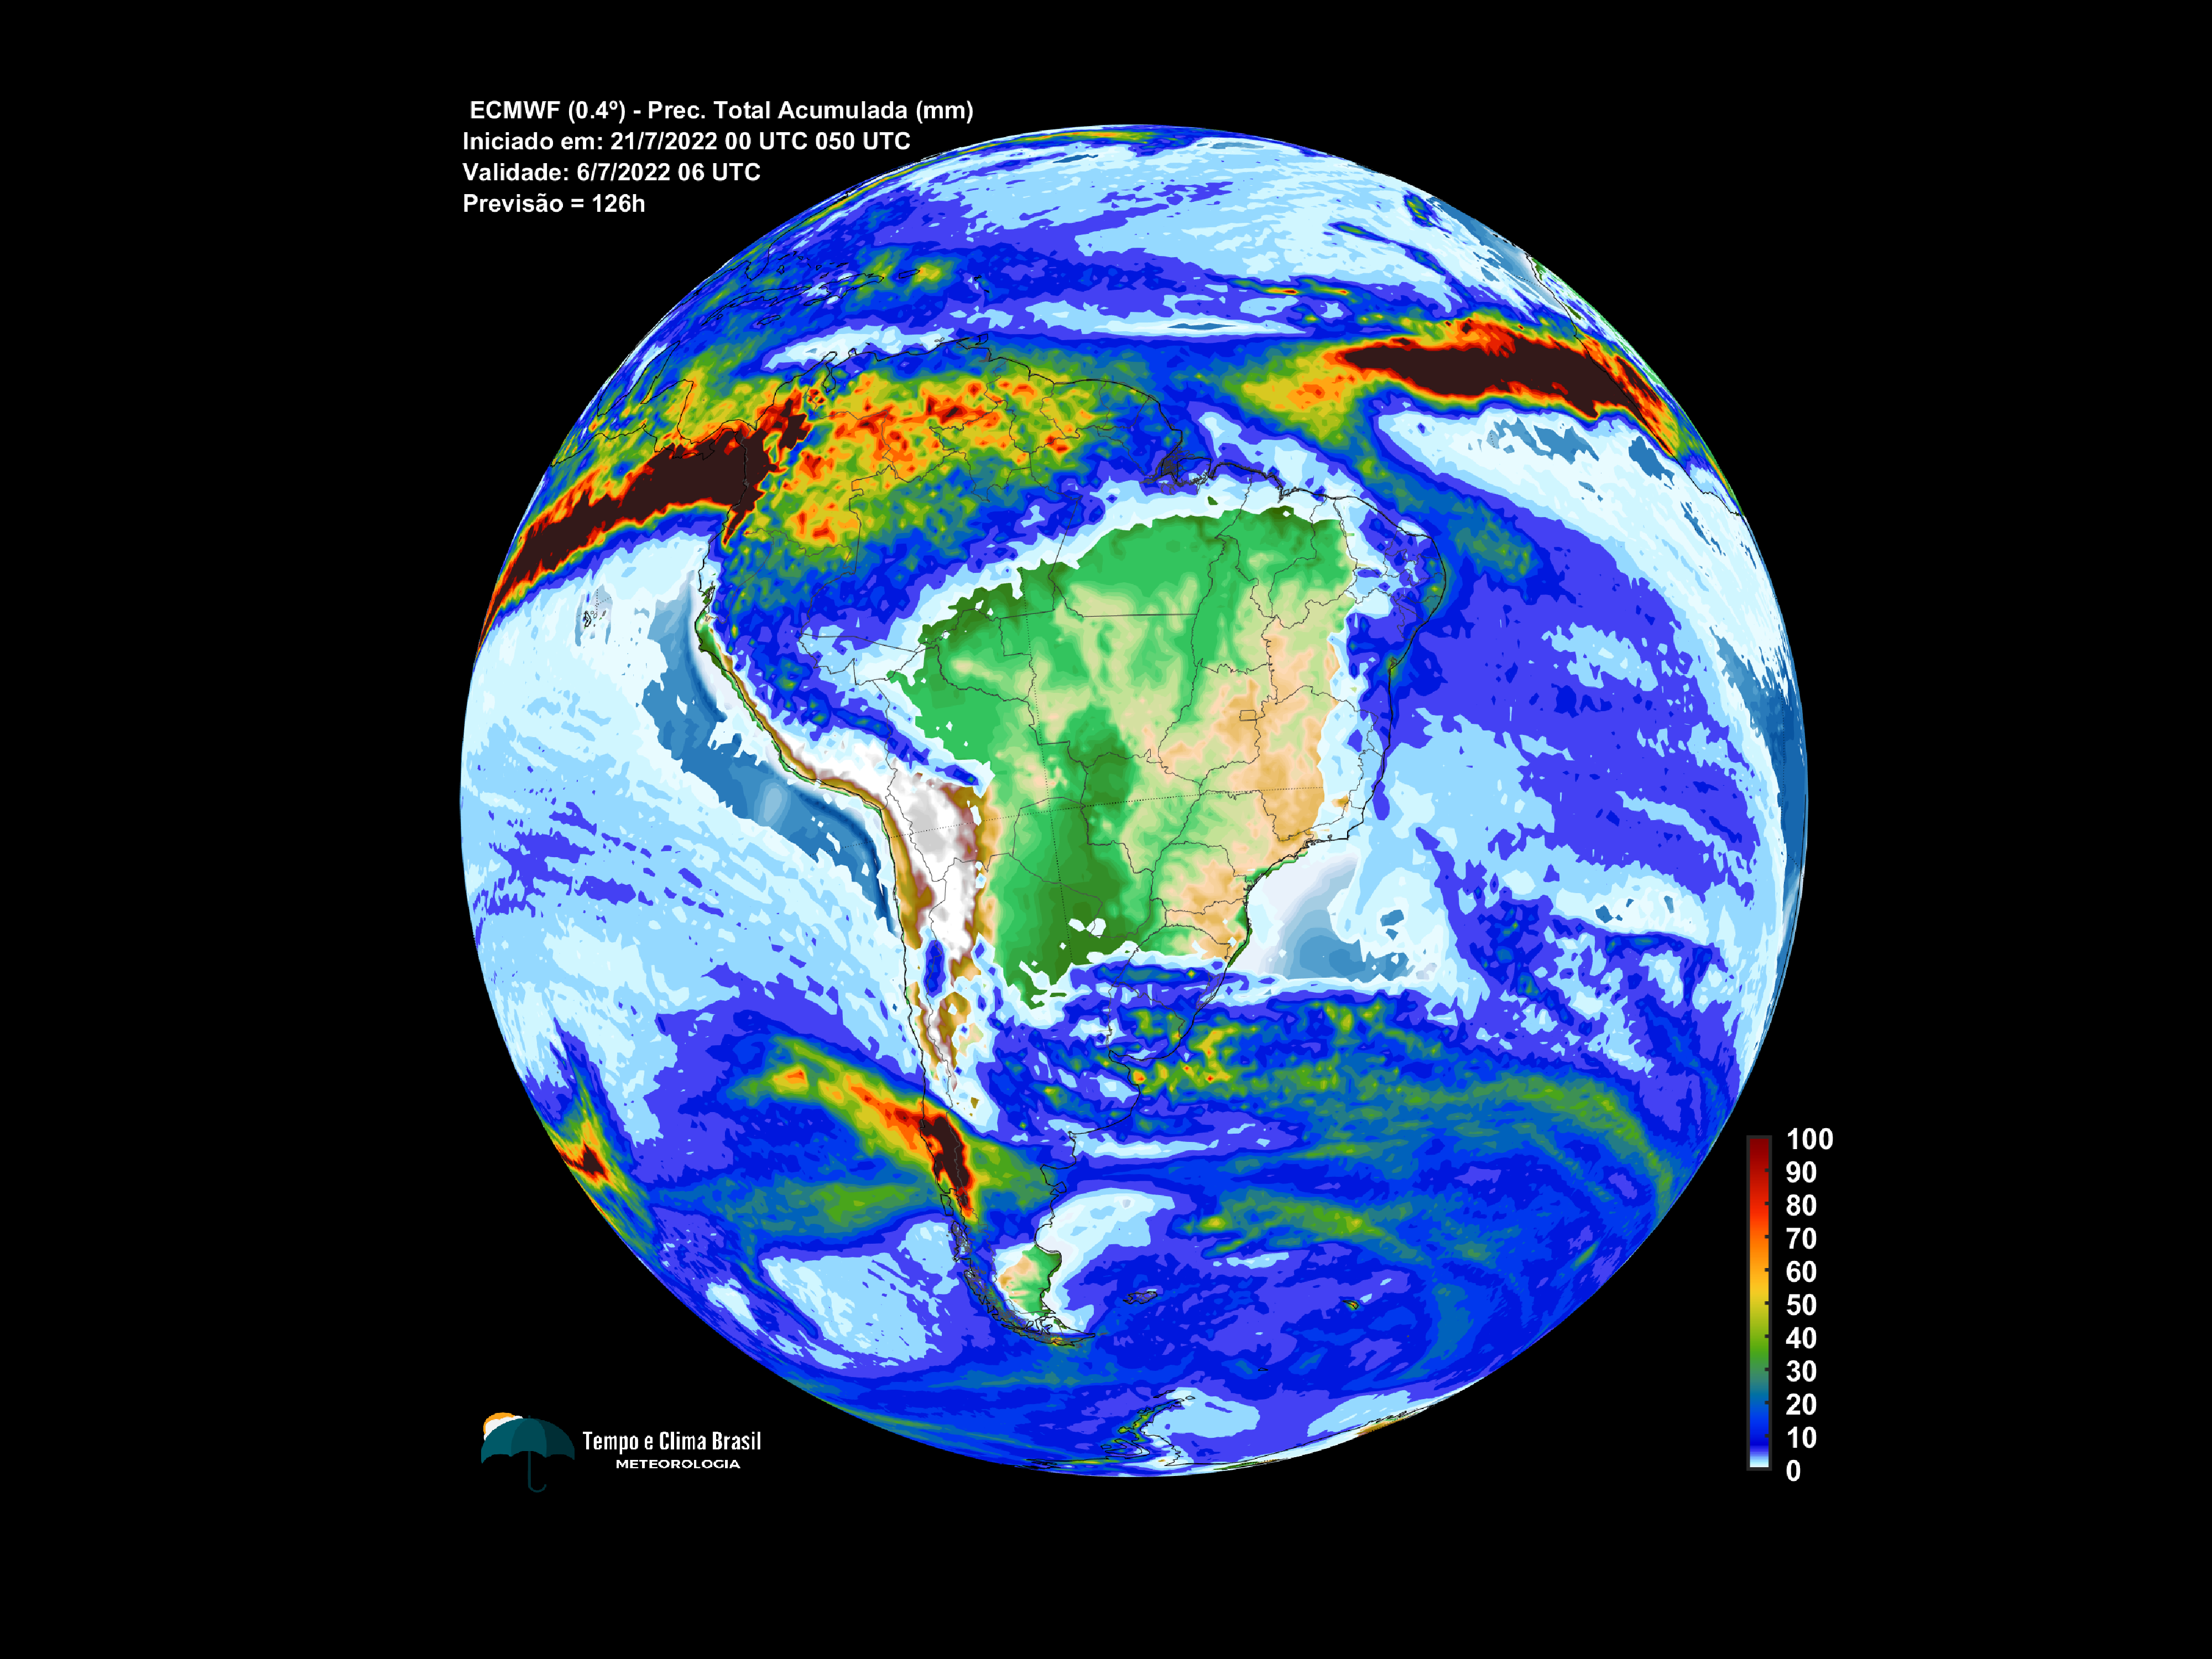 ECMWF (0.4º) - Prec. Total Acumulada (mm)
Iniciado em: 21/7/2022 00 UTC 050 UTC
Validade: 6/7/2022 06 UTC
Previsão = 126h
100
90
80
70
60
50
40
30
20
10
0
Tempo e Clima Brasil
METEOROLOGIA